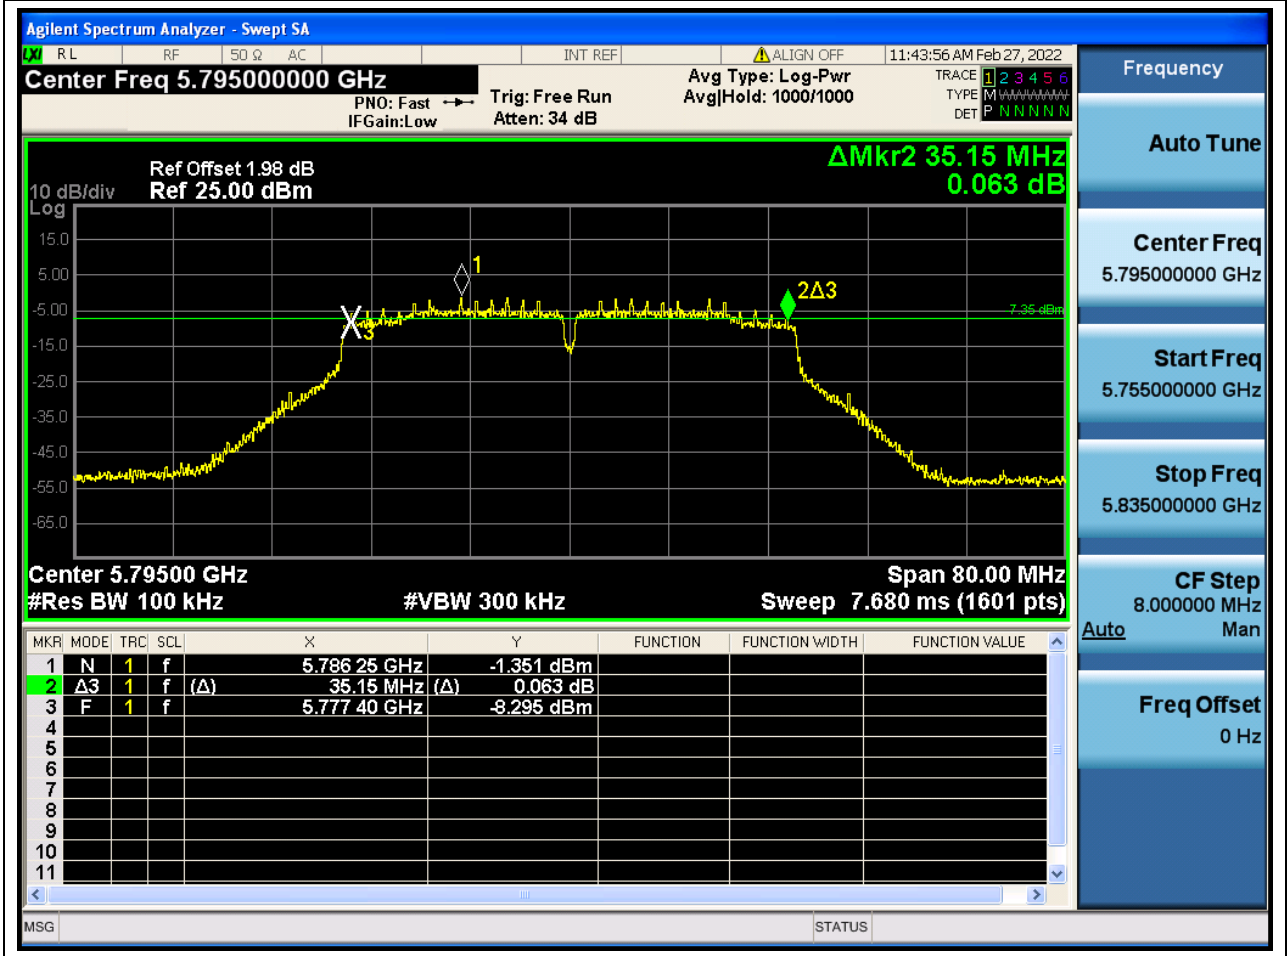 Agilent Spectrum Analyzer - Swept SA
LXI RL RF 50 Ω AC INT REF ALIGN OFF 11:43:56 AM Feb 27, 2022
Center Freq 5.795000000 GHz
PNO: Fast
IFGain:Low
Trig: Free Run
Atten: 34 dB
Avg Type: Log-Pwr
Avg|Hold: 1000/1000
TRACE 1 2 3 4 5 6
TYPE M
DET P N N N N N
Ref Offset 1.98 dB
Ref 25.00 dBm
10 dB/div
Log
ΔMkr2 35.15 MHz
0.063 dB
15.0
5.00
-5.00
-15.0
-25.0
-35.0
-45.0
-55.0
-65.0
1
2Δ3
3
7.35 dBm
Center 5.79500 GHz Span 80.00 MHz
#Res BW 100 kHz #VBW 300 kHz Sweep 7.680 ms (1601 pts)
MKR MODE TRC SCL X Y FUNCTION FUNCTION WIDTH FUNCTION VALUE
1 N 1 f 5.786 25 GHz -1.351 dBm
2 Δ3 1 f (Δ) 35.15 MHz (Δ) 0.063 dB
3 F 1 f 5.777 40 GHz -8.295 dBm
4
5
6
7
8
9
10
11
MSG STATUS
Frequency
Auto Tune
Center Freq
5.795000000 GHz
Start Freq
5.755000000 GHz
Stop Freq
5.835000000 GHz
CF Step
8.000000 MHz
Auto Man
Freq Offset
0 Hz